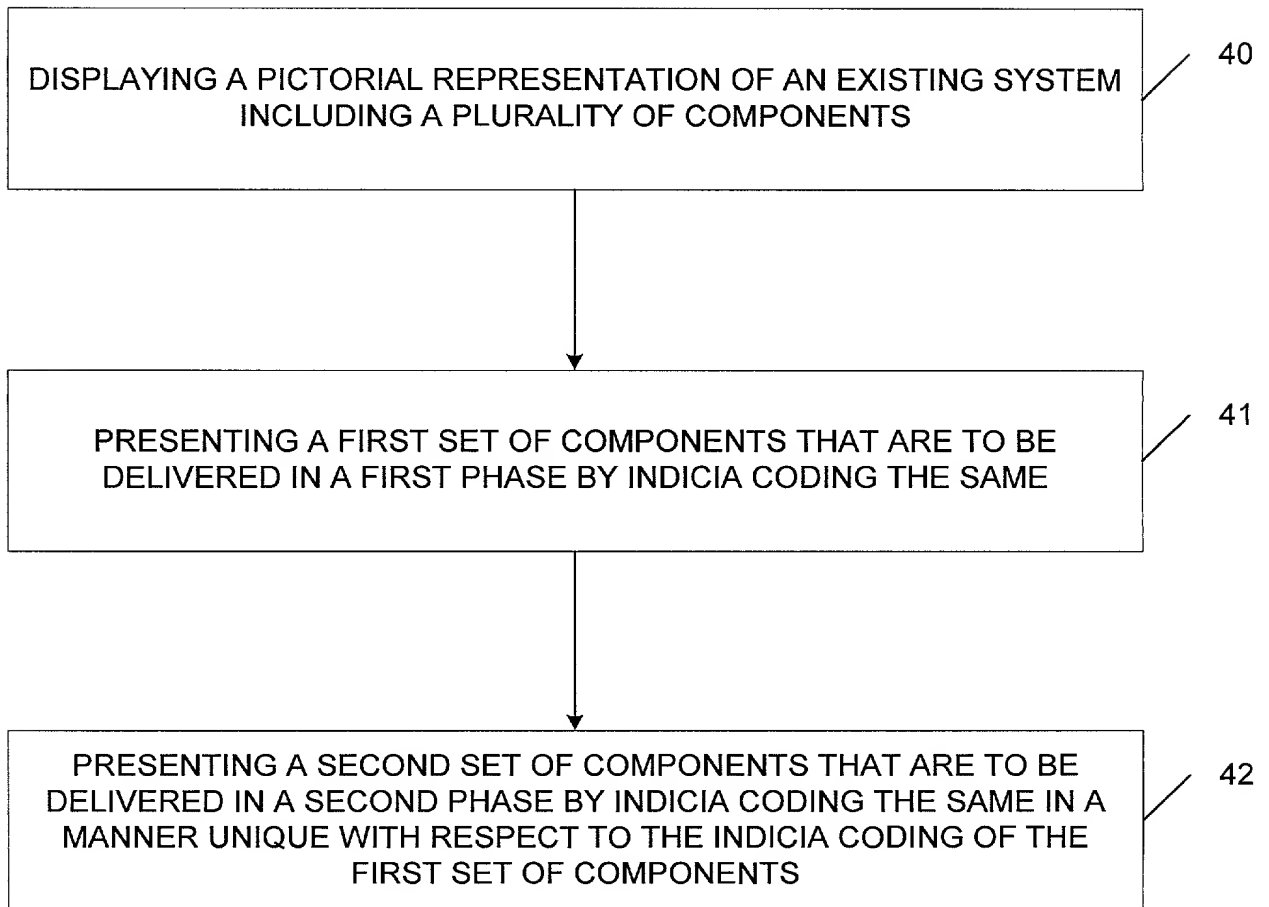 DISPLAYING A PICTORIAL REPRESENTATION OF AN EXISTING SYSTEM
INCLUDING A PLURALITY OF COMPONENTS
40
PRESENTING A FIRST SET OF COMPONENTS THAT ARE TO BE
DELIVERED IN A FIRST PHASE BY INDICIA CODING THE SAME
41
PRESENTING A SECOND SET OF COMPONENTS THAT ARE TO BE
DELIVERED IN A SECOND PHASE BY INDICIA CODING THE SAME IN A
MANNER UNIQUE WITH RESPECT TO THE INDICIA CODING OF THE
FIRST SET OF COMPONENTS
42